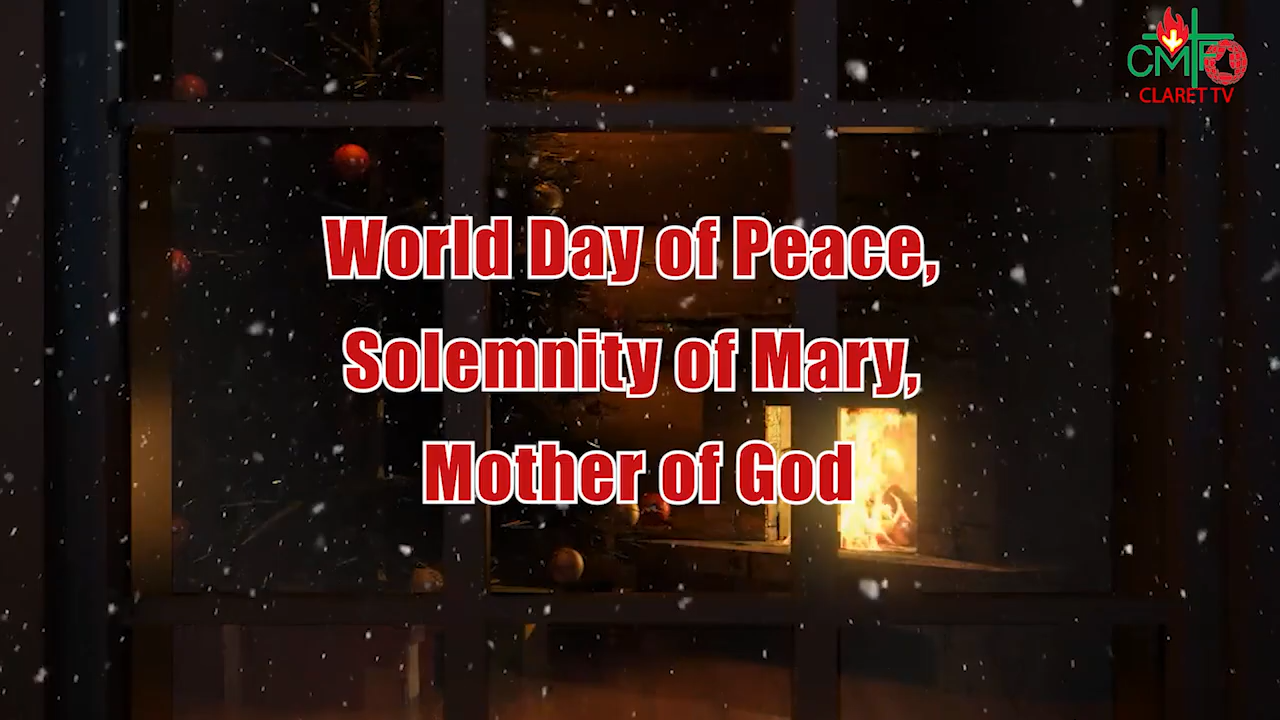 CMF
CLARET TV
World Day of Peace,
Solemnity of Mary,
Mother of God